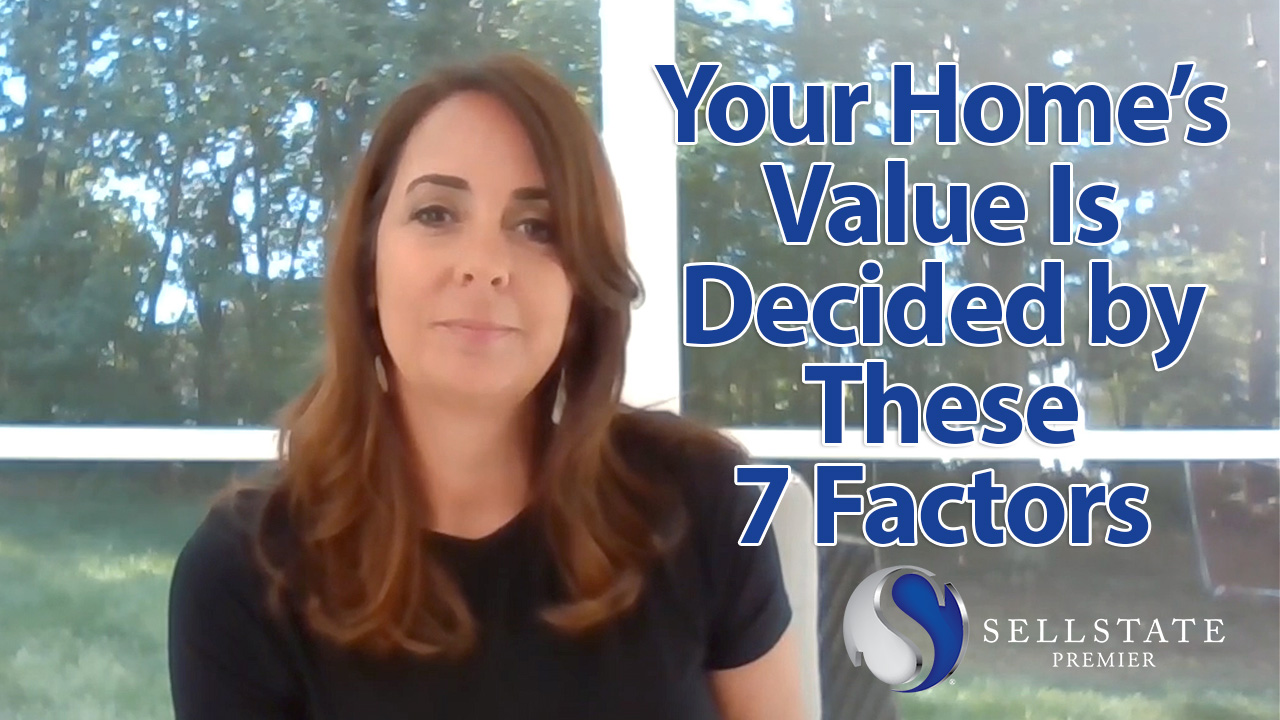 Your Home’s
Value Is
Decided by
These
7 Factors
SELLSTATE
PREMIER
®